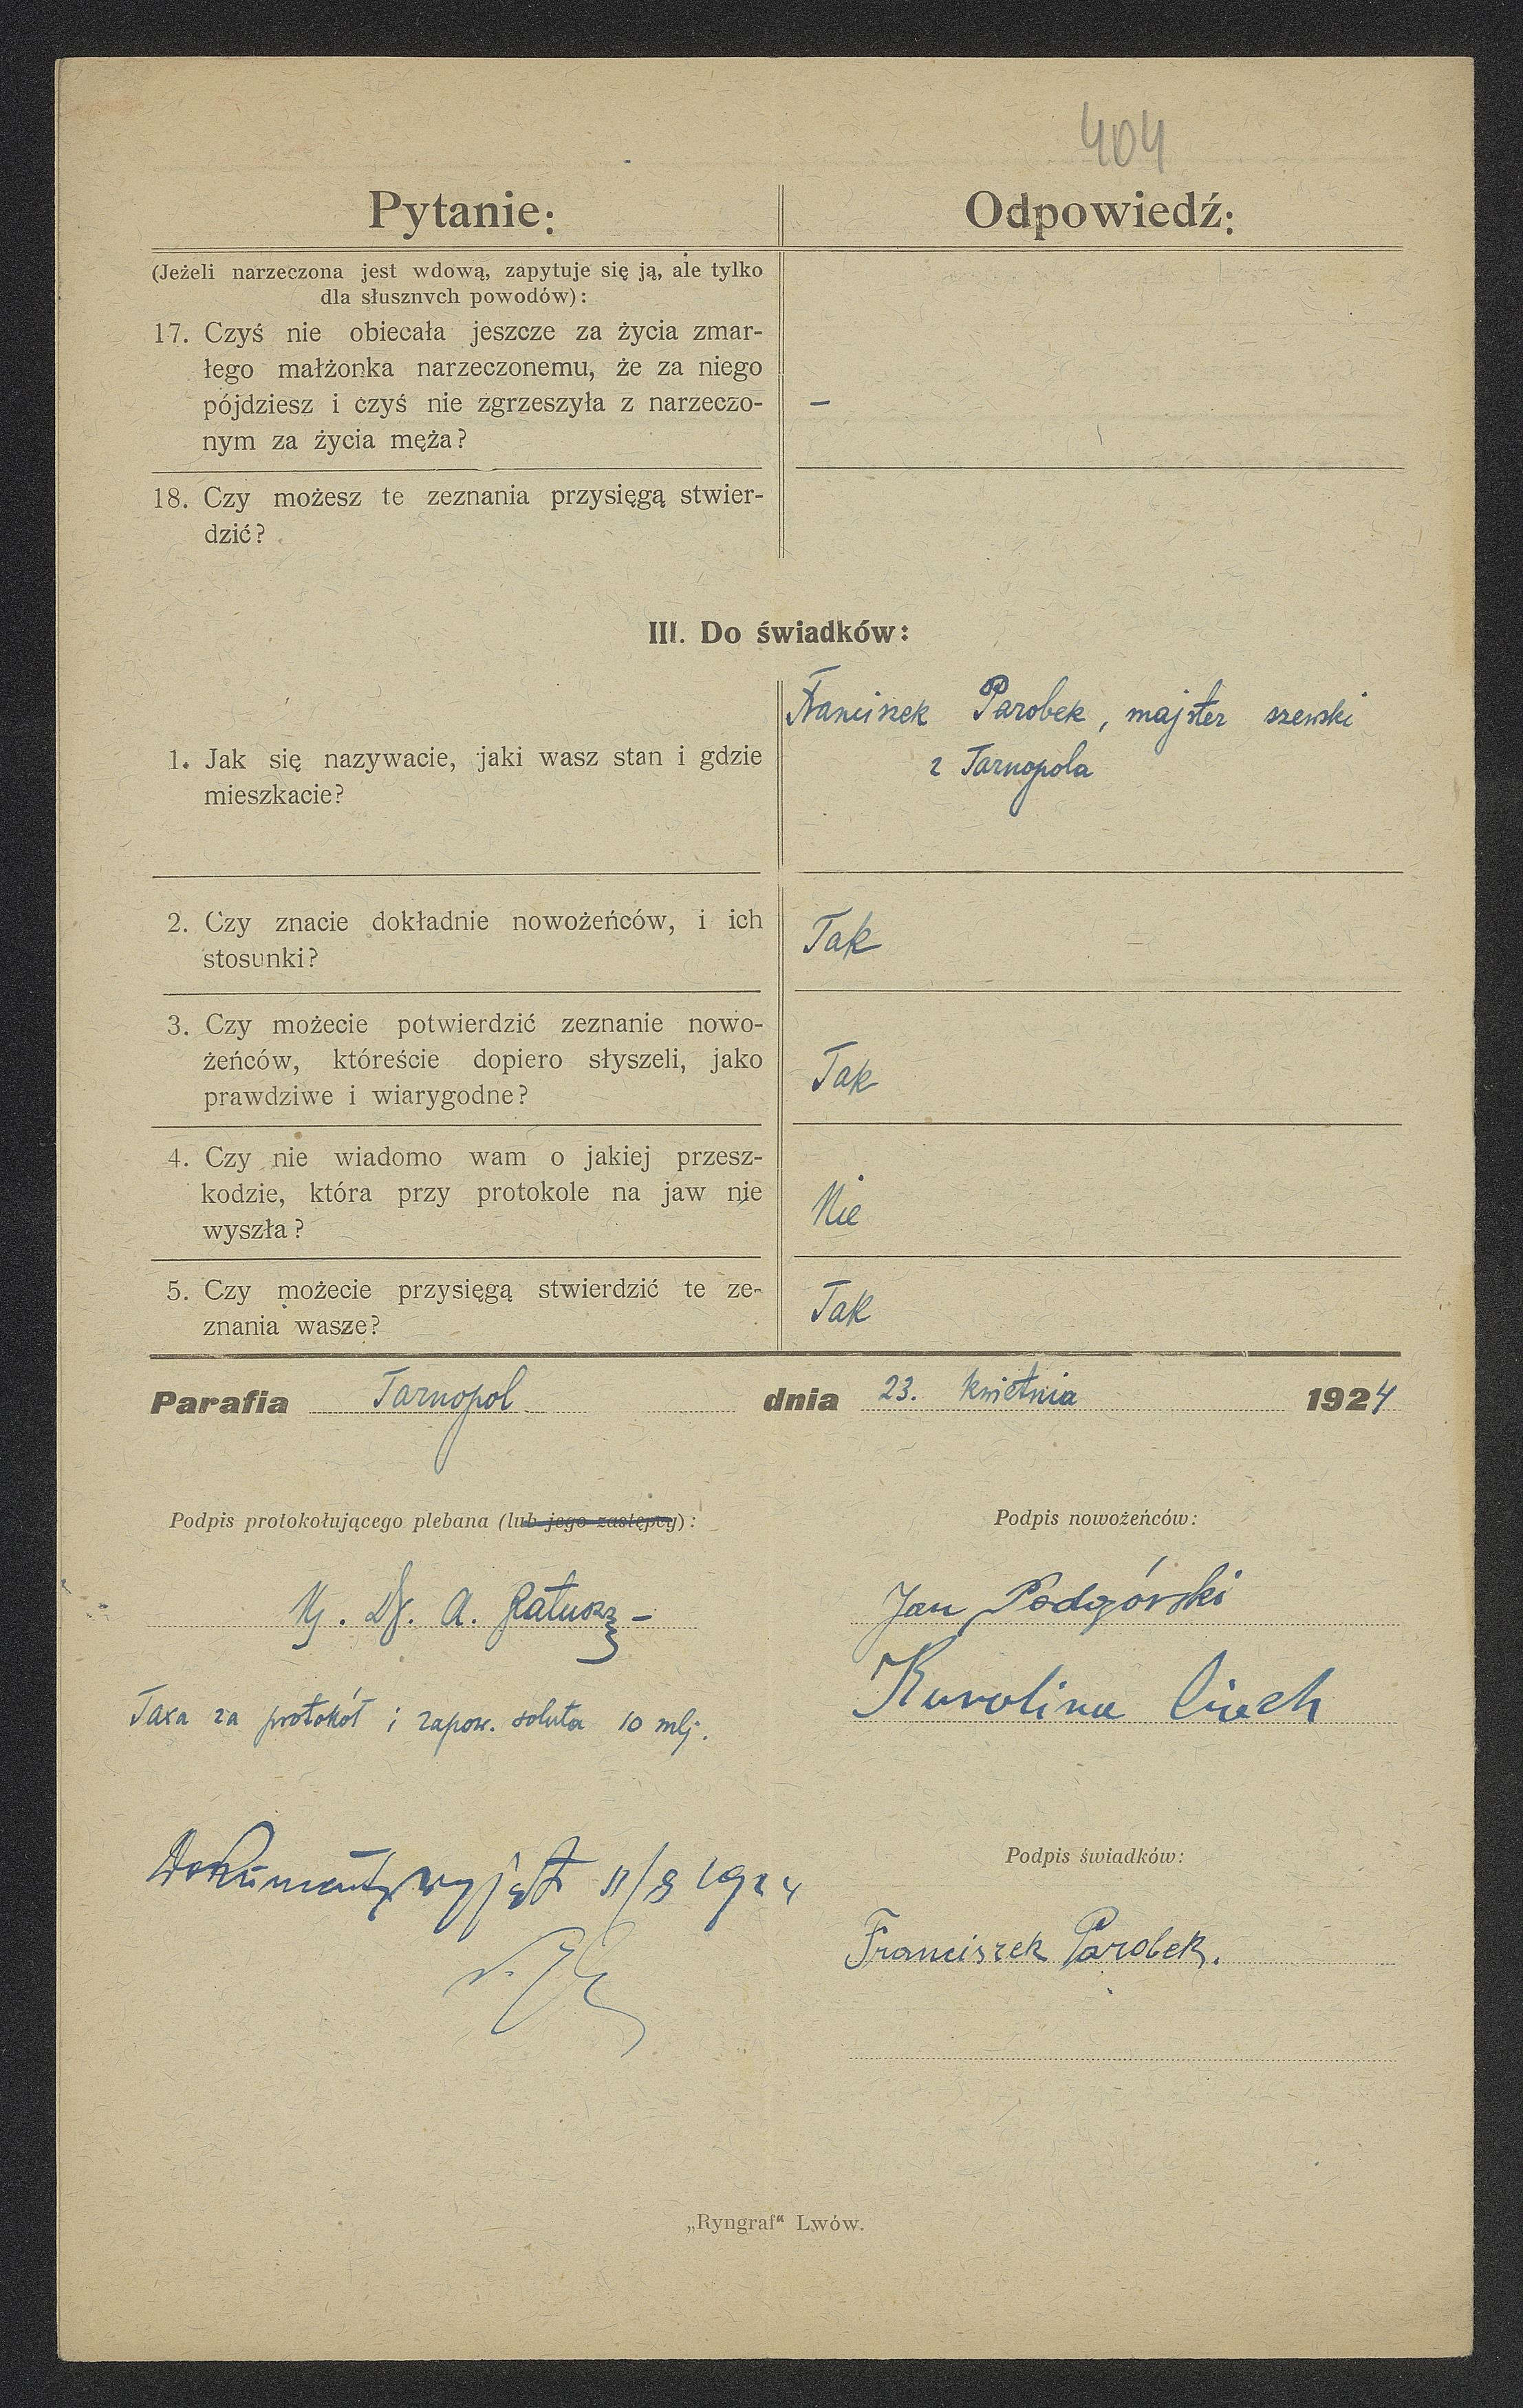 404
Pytanie:
Odpowiedź:
(Jeżeli narzeczona jest wdową, zapytuje się ją, ale tylko
dla słusznych powodów):
17. Czyś nie obiecała jeszcze za życia zmar-
łego małżonka narzeczonemu, że za niego
pójdziesz i czyś nie zgrzeszyła z narzeczo-
nym za życia męża?
–
18. Czy możesz te zeznania przysięgą stwier-
dzić?
III. Do świadków:
1. Jak się nazywacie, jaki wasz stan i gdzie
mieszkacie?
Franciszek Parobek, majster szewski
z Tarnopola
2. Czy znacie dokładnie nowożeńców, i ich
stosunki?
Tak
3. Czy możecie potwierdzić zeznanie nowo-
żeńców, któreście dopiero słyszeli, jako
prawdziwe i wiarygodne?
Tak
4. Czy nie wiadomo wam o jakiej przesz-
kodzie, która przy protokole na jaw nie
wyszła?
Nie
5. Czy możecie przysięgą stwierdzić te ze-
znania wasze?
Tak
Parafia Tarnopol dnia 23. kwietnia 1924
Podpis protokołującego plebana (lub jego zastępcy):
Podpis nowożeńców:
A. Ratusz –
Jan Podgórski
Karolina
Taxa za protokół i zapow. soluta 10 mlj.
Dokumenty wyjęł 1924
Podpis świadków:
Franciszek Parobek.
„Ryngraf“ Lwów.